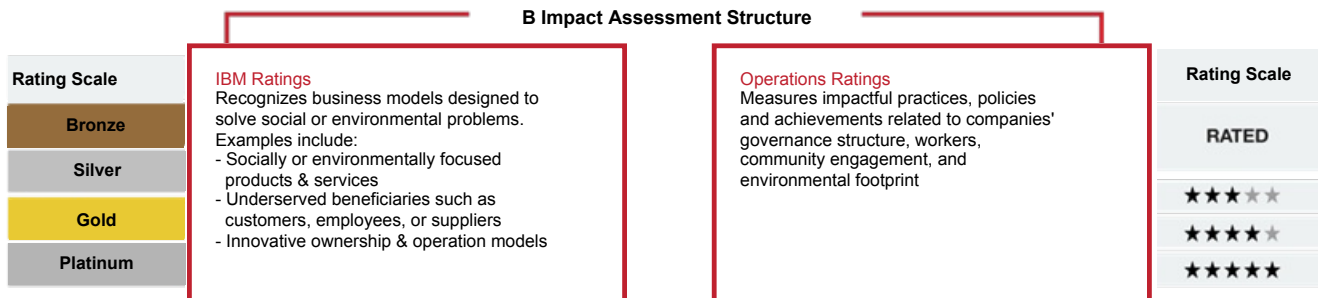 B Impact Assessment Structure
Rating Scale
Bronze
Silver
Gold
Platinum
IBM Ratings
Recognizes business models designed to
solve social or environmental problems.
Examples include:
- Socially or environmentally focused
products & services
- Underserved beneficiaries such as
customers, employees, or suppliers
- Innovative ownership & operation models
Operations Ratings
Measures impactful practices, policies
and achievements related to companies'
governance structure, workers,
community engagement, and
environmental footprint
Rating Scale
RATED
★★★★★
★★★★★
★★★★★